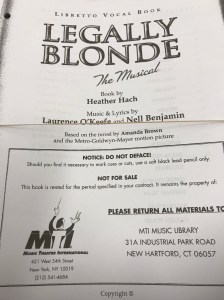 LIBRETTO VOCAL BOOK
LEGALLY
BLONDE
The Musical
Book by
Heather Hach
Music & Lyrics by
Laurence O'Keefe and Nell Benjamin
Based on the novel by Amanda Brown
and the Metro-Goldwyn-Mayer motion picture
NOTICE: DO NOT DEFACE!
Should you find it necessary to mark cues or cuts, use a soft black lead pencil only.
NOT FOR SALE
This book is rented for the period specified in your contract. It remains the property of:
MTI
MUSIC THEATRE INTERNATIONAL
421 West 54th Street
New York, NY 10019
(212) 541-4684
PLEASE RETURN ALL MATERIALS TO
MTI MUSIC LIBRARY
31A INDUSTRIAL PARK ROAD
NEW HARTFORD, CT 06057
Copyright ©